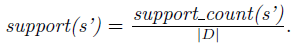 support(s’) = support_count(s’) / |D|.